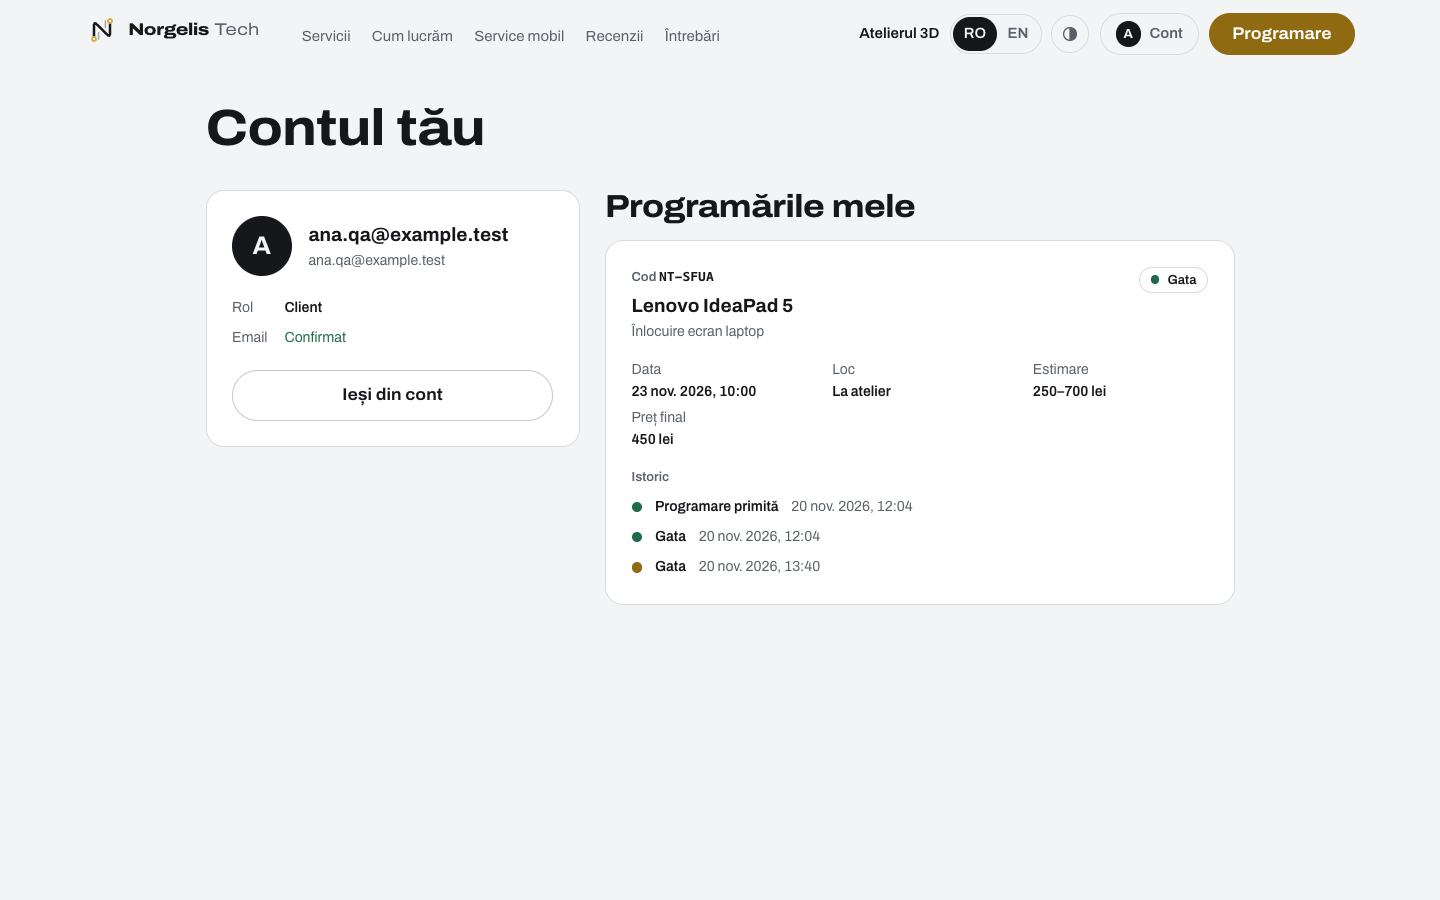 Norgelis Tech
Servicii Cum lucrăm Service mobil Recenzii Întrebări
Atelierul 3D RO EN A Cont Programare
Contul tău
A
ana.qa@example.test
ana.qa@example.test
Rol Client
Email Confirmat
Ieși din cont
Programările mele
Cod NT-SFUA
Gata
Lenovo IdeaPad 5
Înlocuire ecran laptop
Data Loc Estimare
23 nov. 2026, 10:00 La atelier 250–700 lei
Preț final
450 lei
Istoric
Programare primită 20 nov. 2026, 12:04
Gata 20 nov. 2026, 12:04
Gata 20 nov. 2026, 13:40